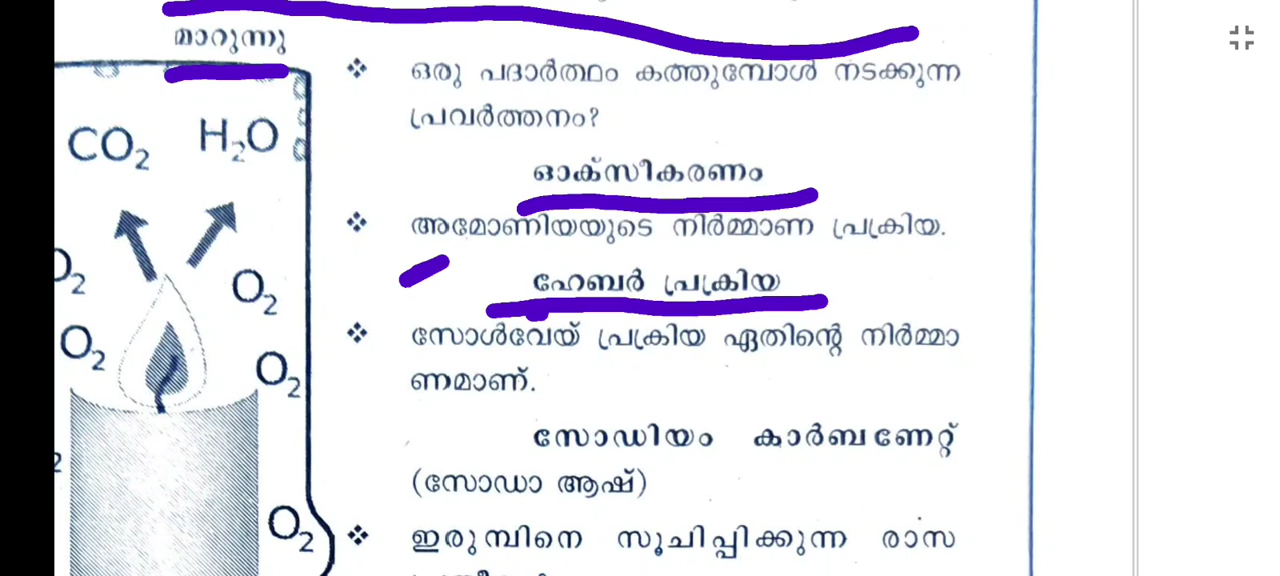 മാറുന്നു
CO₂ H₂O
O₂
O₂
O₂
O₂
❖ ഒരു പദാർത്ഥം കത്തുമ്പോൾ നടക്കുന്ന
പ്രവർത്തനം?
ഓക്സീകരണം
❖ അമോണിയയുടെ നിർമ്മാണ പ്രക്രിയ.
ഹേബർ പ്രക്രിയ
❖ സോൾവേയ് പ്രക്രിയ ഏതിന്റെ നിർമ്മാ
ണമാണ്.
സോഡിയം കാർബണേറ്റ്
(സോഡാ ആഷ്)
❖ ഇരുമ്പിനെ സൂചിപ്പിക്കുന്ന രാസ